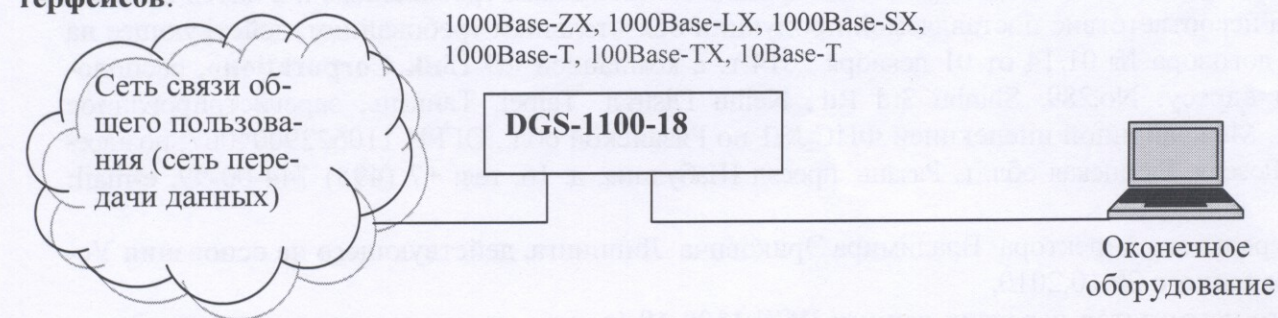 терфейсов:
1000Base-ZX, 1000Base-LX, 1000Base-SX,
1000Base-T, 100Base-TX, 10Base-T
Сеть связи об-
щего пользова-
ния (сеть пере-
дачи данных)
DGS-1100-18
Оконечное
оборудование